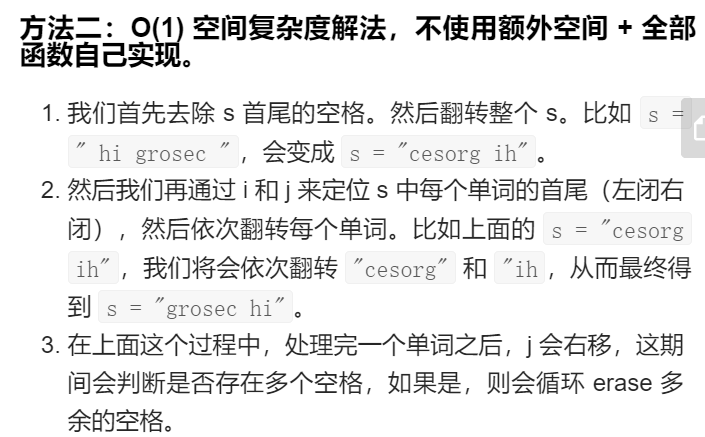 方法二：O(1) 空间复杂度解法，不使用额外空间 + 全部
函数自己实现。
1. 我们首先去除 s 首尾的空格。然后翻转整个 s。比如 s =
" hi grosec "，会变成 s = "cesorg ih"。
2. 然后我们再通过 i 和 j 来定位 s 中每个单词的首尾（左闭右
闭），然后依次翻转每个单词。比如上面的 s = "cesorg
ih"，我们将会依次翻转 "cesorg" 和 "ih，从而最终得
到 s = "grosec hi"。
3. 在上面这个过程中，处理完一个单词之后，j 会右移，这期
间会判断是否存在多个空格，如果是，则会循环 erase 多
余的空格。